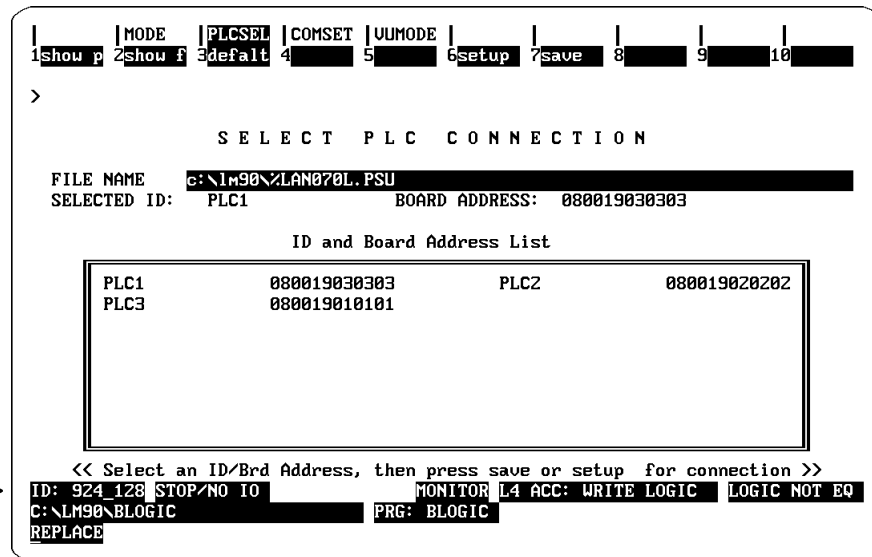 |MODE |PLCSEL |COMSET |VUMODE | | | | |
1show p 2show f 3defalt 4 5 6setup 7save 8 9 10
>
S E L E C T P L C C O N N E C T I O N
FILE NAME c:\lm90\%LAN070L.PSU
SELECTED ID: PLC1 BOARD ADDRESS: 080019030303
ID and Board Address List
PLC1 080019030303 PLC2 080019020202
PLC3 080019010101
<< Select an ID/Brd Address, then press save or setup for connection >>
ID: 924_128 STOP/NO IO MONITOR L4 ACC: WRITE LOGIC LOGIC NOT EQ
C:\LM90\BLOGIC PRG: BLOGIC
REPLACE